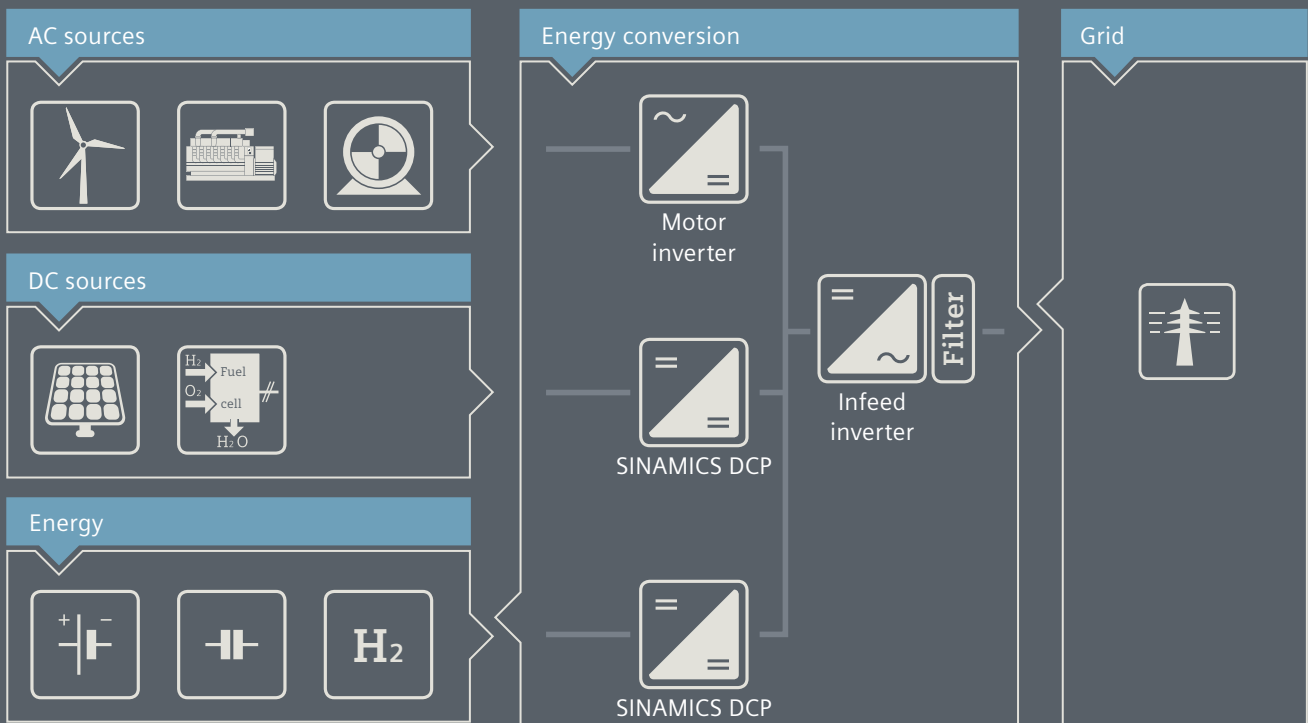 AC sources
Motor
inverter
DC sources
H₂
Fuel
O₂
cell
H₂ O
SINAMICS DCP
Energy
+ −
H₂
SINAMICS DCP
Energy conversion
Infeed
inverter
Filter
Grid